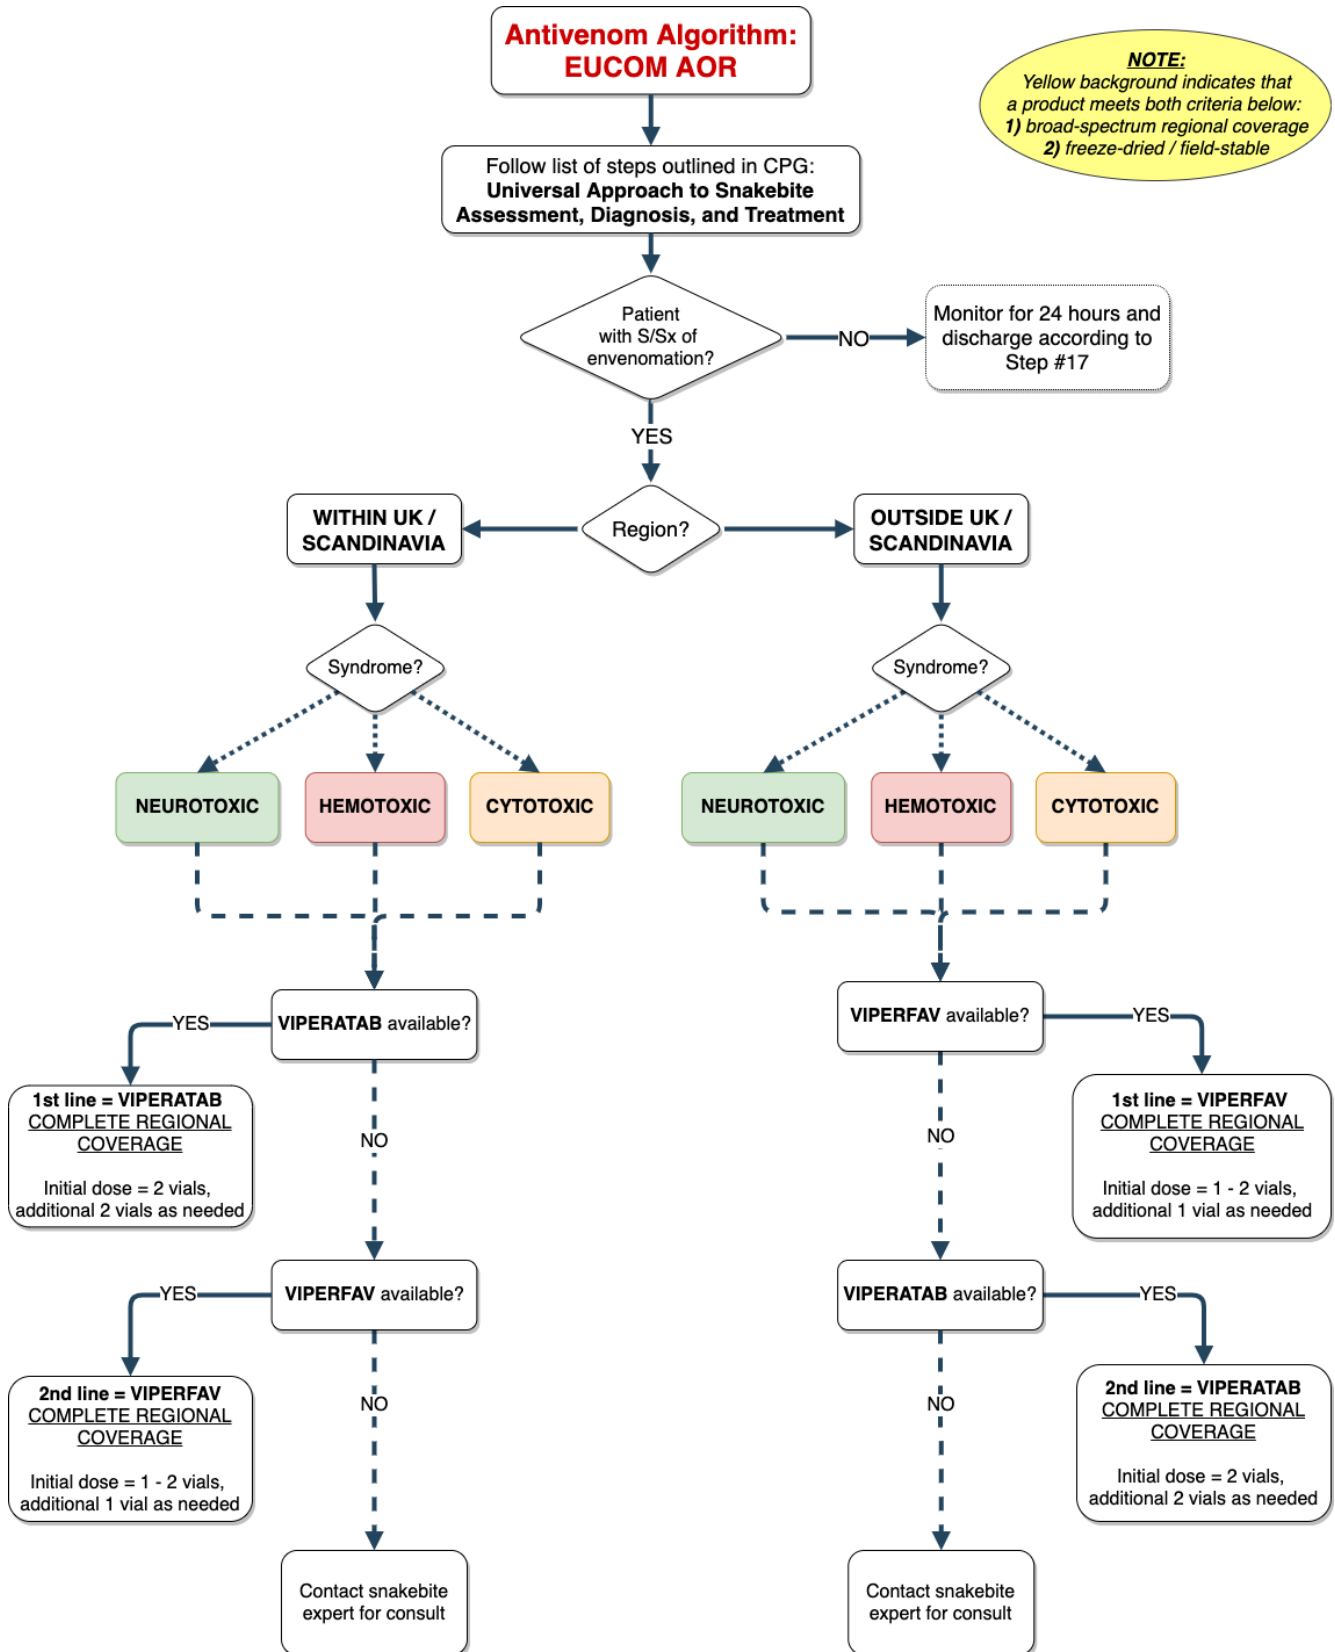 Antivenom Algorithm:
EUCOM AOR
NOTE:
Yellow background indicates that
a product meets both criteria below:
1) broad-spectrum regional coverage
2) freeze-dried / field-stable
Follow list of steps outlined in CPG:
Universal Approach to Snakebite
Assessment, Diagnosis, and Treatment
Patient
with S/Sx of
envenomation?
NO
Monitor for 24 hours and
discharge according to
Step #17
YES
WITHIN UK /
SCANDINAVIA
Region?
OUTSIDE UK /
SCANDINAVIA
Syndrome?
Syndrome?
NEUROTOXIC
HEMOTOXIC
CYTOTOXIC
NEUROTOXIC
HEMOTOXIC
CYTOTOXIC
VIPERATAB available?
YES
1st line = VIPERATAB
COMPLETE REGIONAL
COVERAGE
Initial dose = 2 vials,
additional 2 vials as needed
NO
VIPERFAV available?
YES
2nd line = VIPERFAV
COMPLETE REGIONAL
COVERAGE
Initial dose = 1 - 2 vials,
additional 1 vial as needed
NO
Contact snakebite
expert for consult
VIPERFAV available?
YES
1st line = VIPERFAV
COMPLETE REGIONAL
COVERAGE
Initial dose = 1 - 2 vials,
additional 1 vial as needed
NO
VIPERATAB available?
YES
2nd line = VIPERATAB
COMPLETE REGIONAL
COVERAGE
Initial dose = 2 vials,
additional 2 vials as needed
NO
Contact snakebite
expert for consult